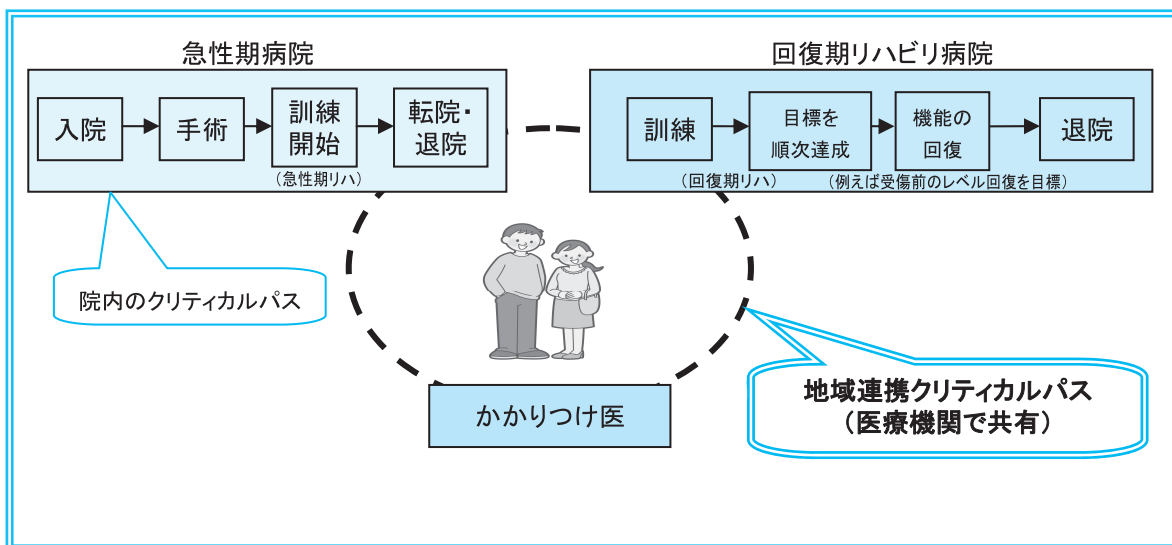 急性期病院
入院
手術
訓練
開始
(急性期リハ)
転院・
退院
院内のクリティカルパス
回復期リハビリ病院
訓練
(回復期リハ)
目標を
順次達成
機能の
回復
(例えば受傷前のレベル回復を目標)
退院
かかりつけ医
地域連携クリティカルパス
(医療機関で共有)